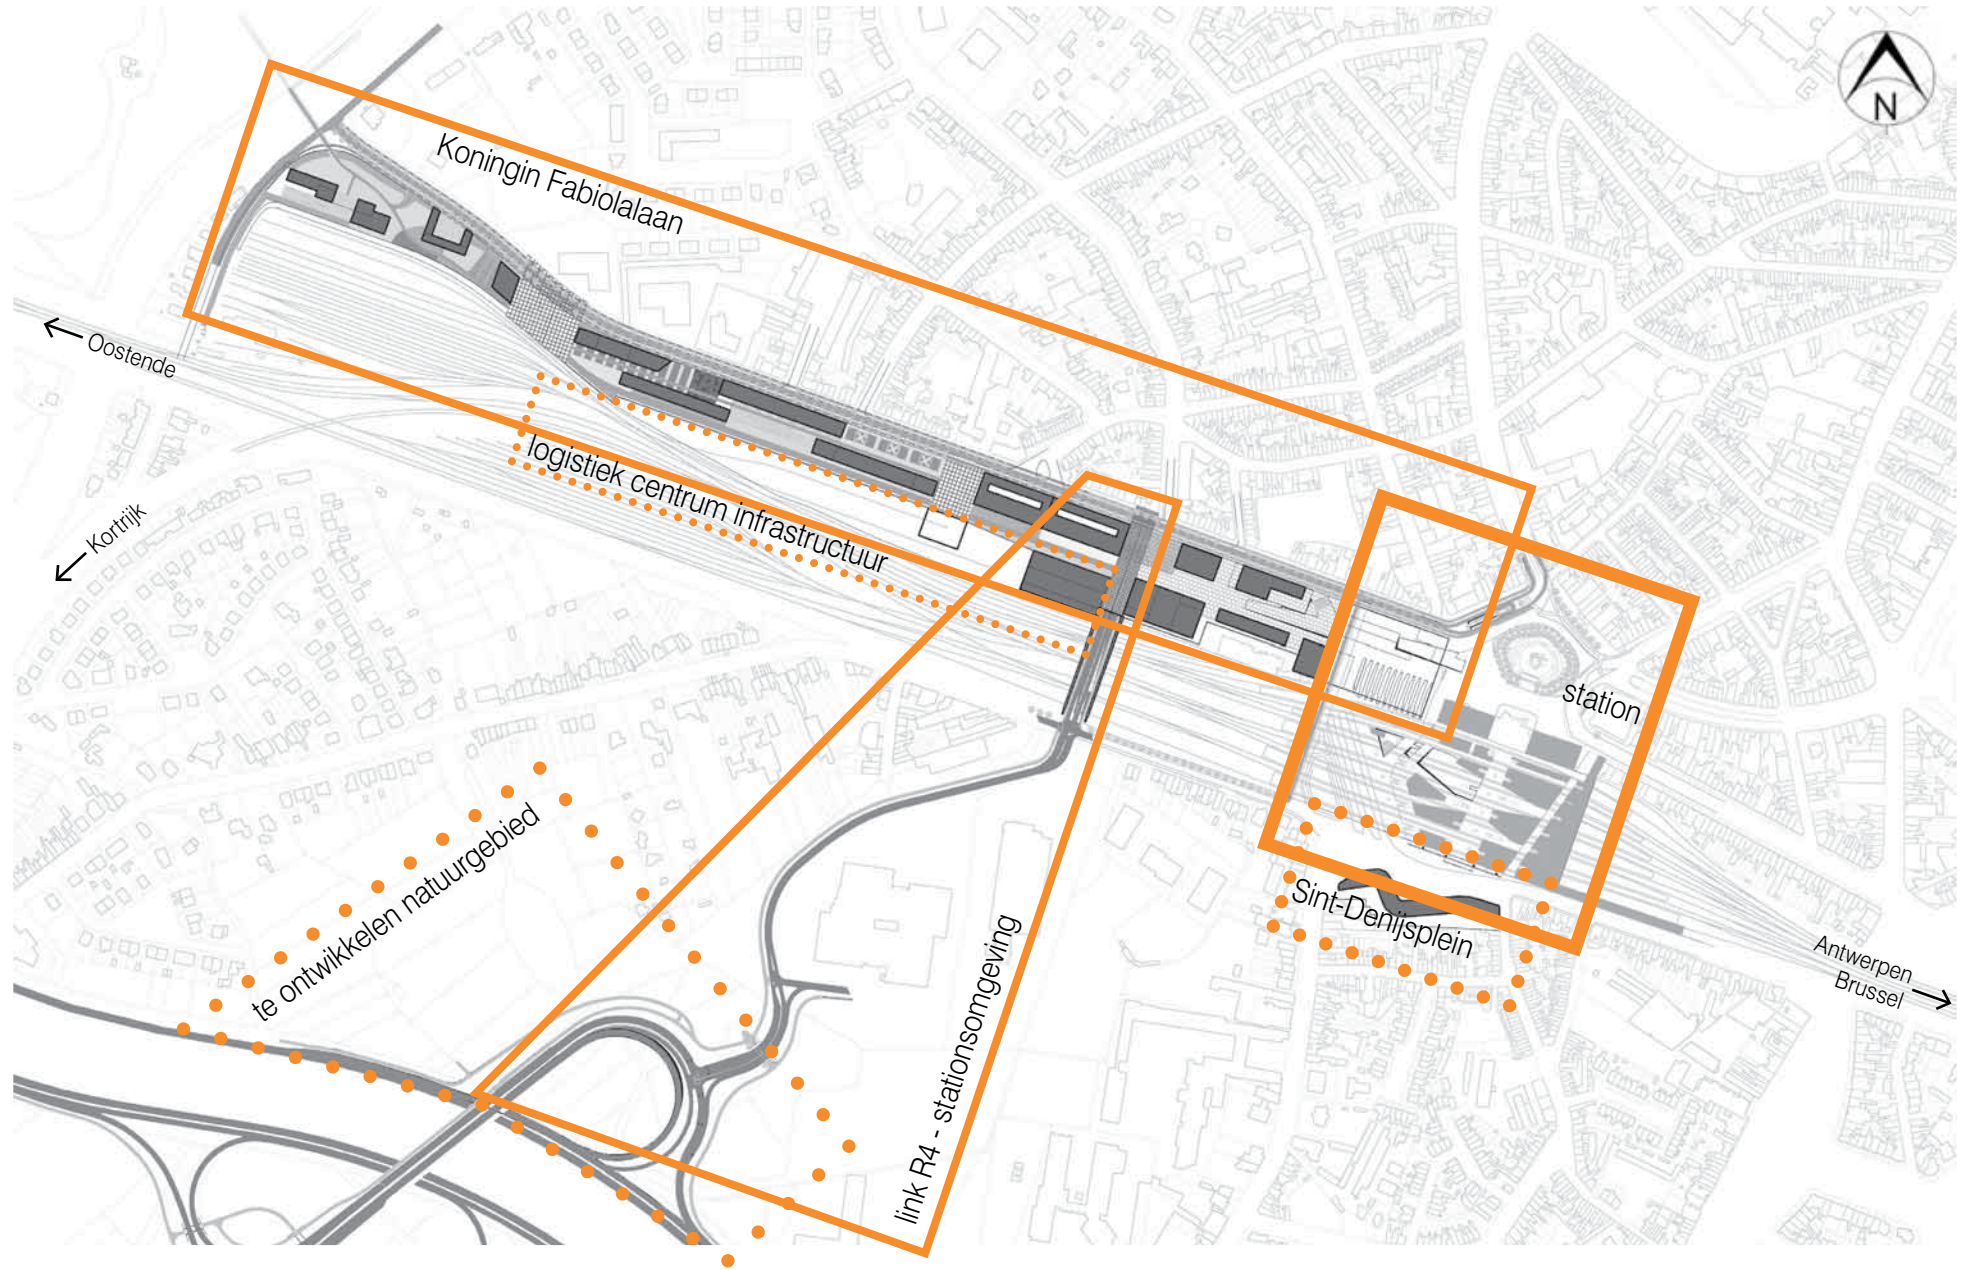 N
Koningin Fabiolalaan
Oostende
logistiek centrum infrastructuur
Kortrijk
station
te ontwikkelen natuurgebied
Sint-Denijsplein
link R4 - stationsomgeving
Antwerpen
Brussel